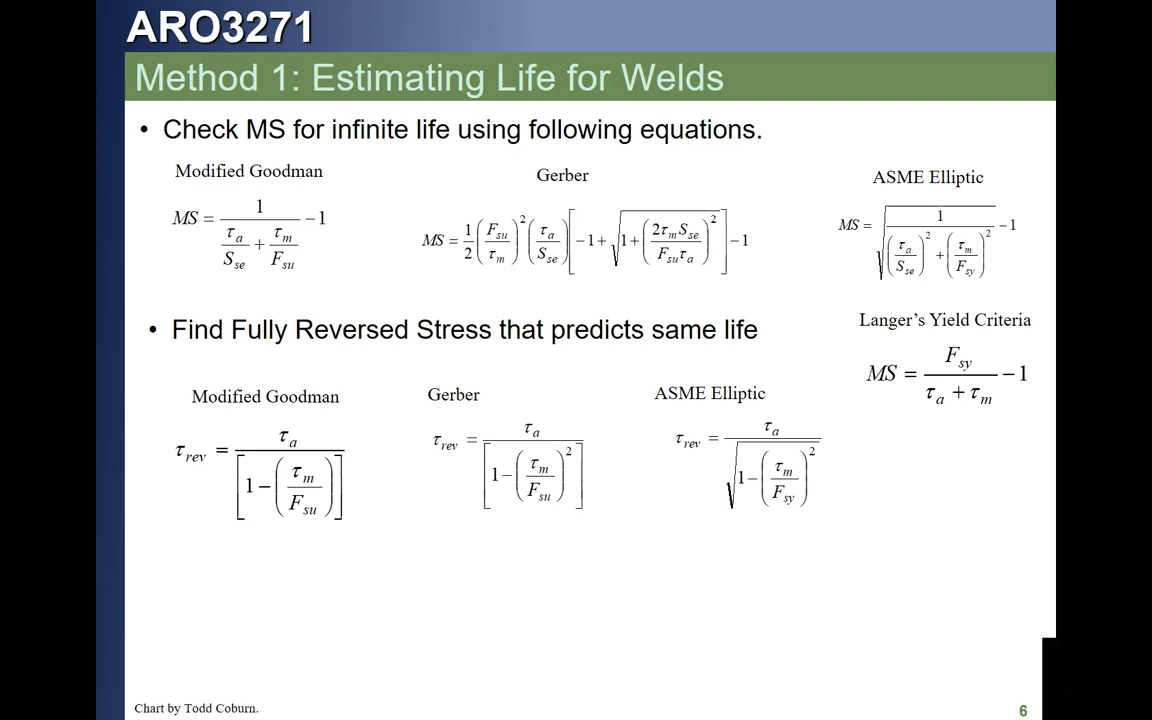 ARO3271
Method 1: Estimating Life for Welds
• Check MS for infinite life using following equations.
Modified Goodman
MS = 1 / (τa/Sse + τm/Fsu) − 1
Gerber
MS = 1/2 (Fsu/τm)² (τa/Sse) [−1 + √(1 + (2τmSse/Fsuτa)²)] − 1
ASME Elliptic
MS = √(1 / ((τa/Sse)² + (τm/Fsy)²)) − 1
Langer's Yield Criteria
MS = Fsy / (τa + τm) − 1
• Find Fully Reversed Stress that predicts same life
Modified Goodman
τrev = τa / [1 − (τm/Fsu)]
Gerber
τrev = τa / [1 − (τm/Fsu)²]
ASME Elliptic
τrev = τa / √(1 − (τm/Fsy)²)
Chart by Todd Coburn.
6